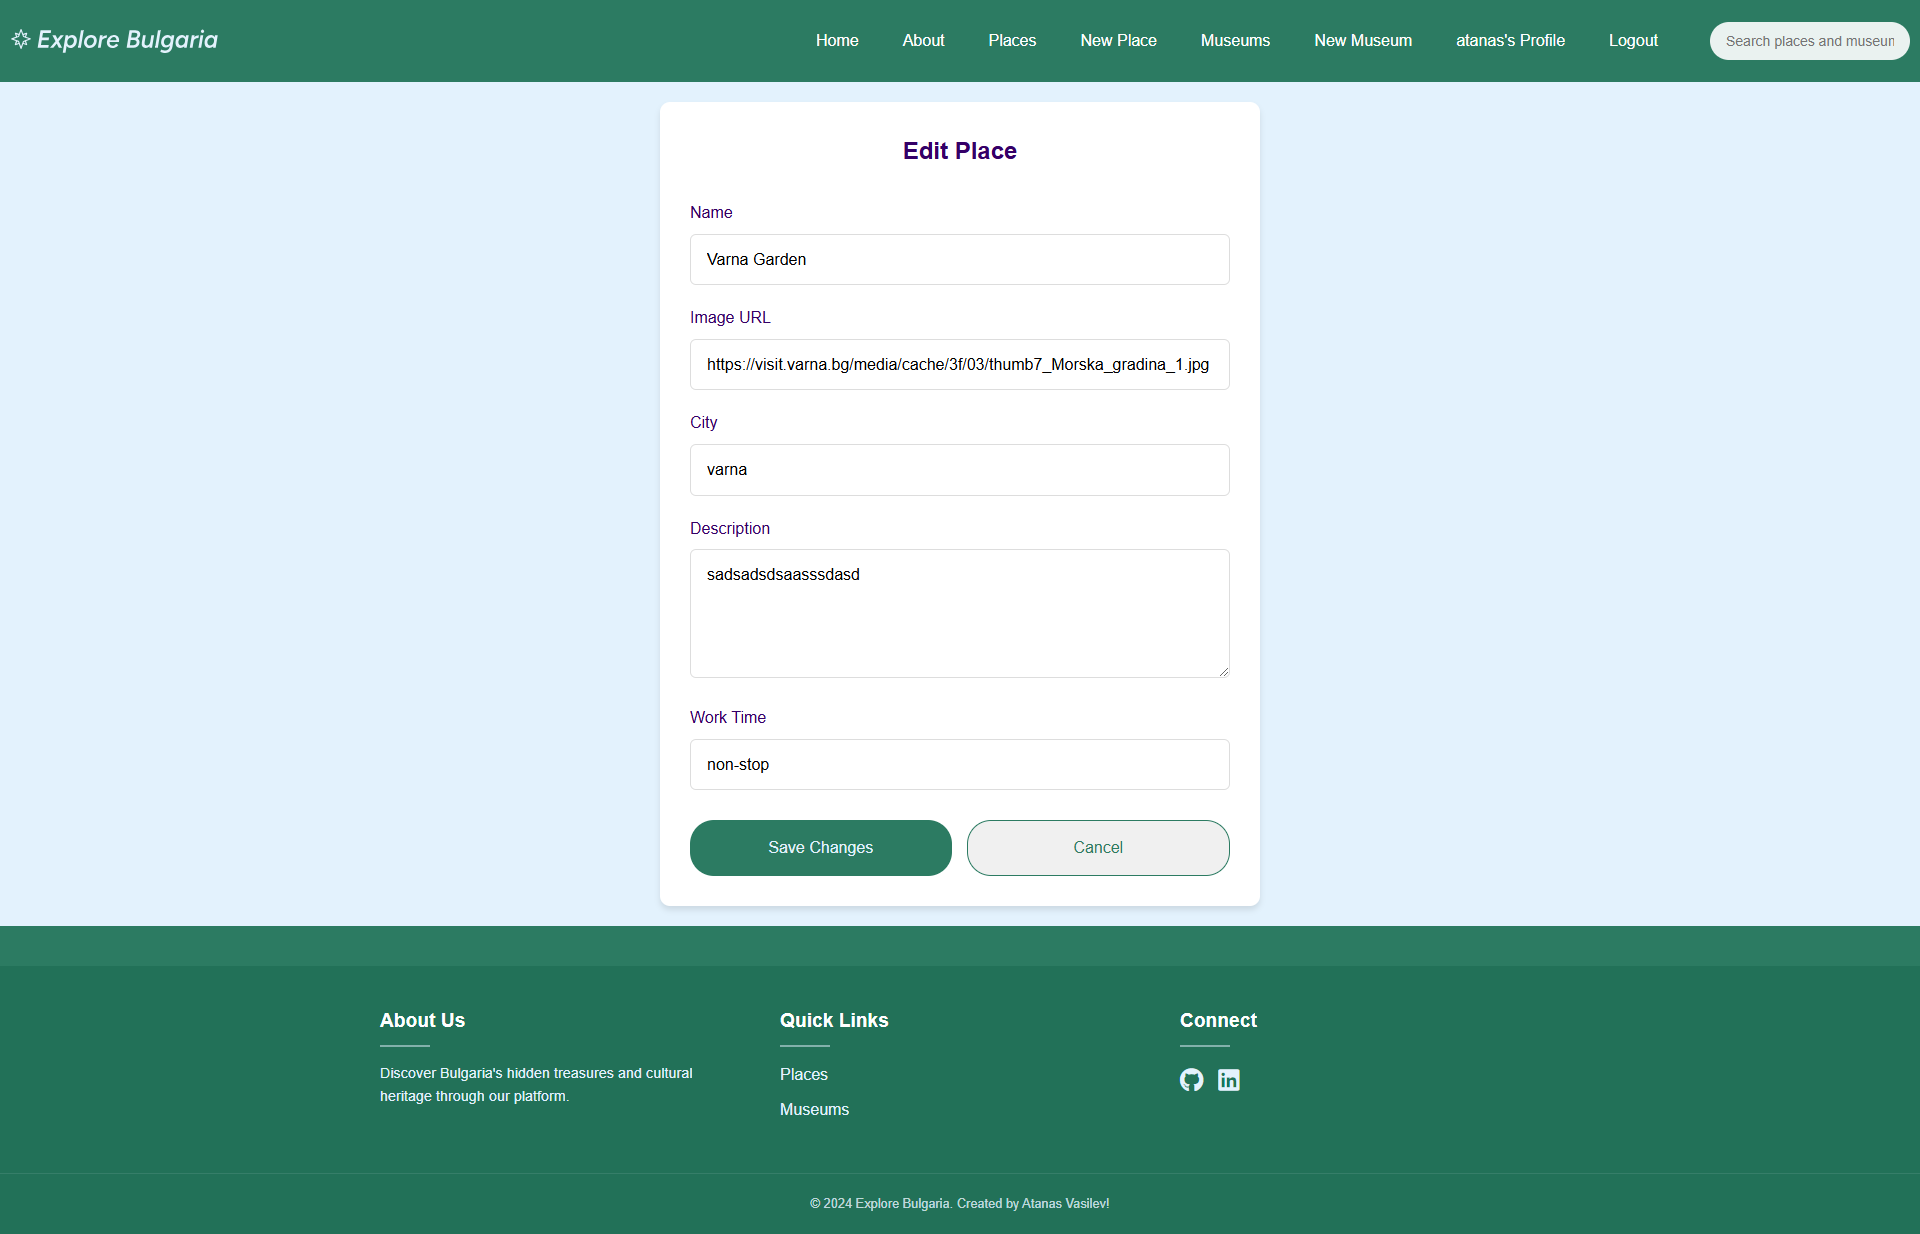 Explore Bulgaria
Home About Places New Place Museums New Museum atanas's Profile Logout Search places and museum
Edit Place
Name
Varna Garden
Image URL
https://visit.varna.bg/media/cache/3f/03/thumb7_Morska_gradina_1.jpg
City
varna
Description
sadsadsdsaasssdasd
Work Time
non-stop
Save Changes Cancel
About Us
Discover Bulgaria's hidden treasures and cultural
heritage through our platform.
Quick Links
Places
Museums
Connect
in
© 2024 Explore Bulgaria. Created by Atanas Vasilev!